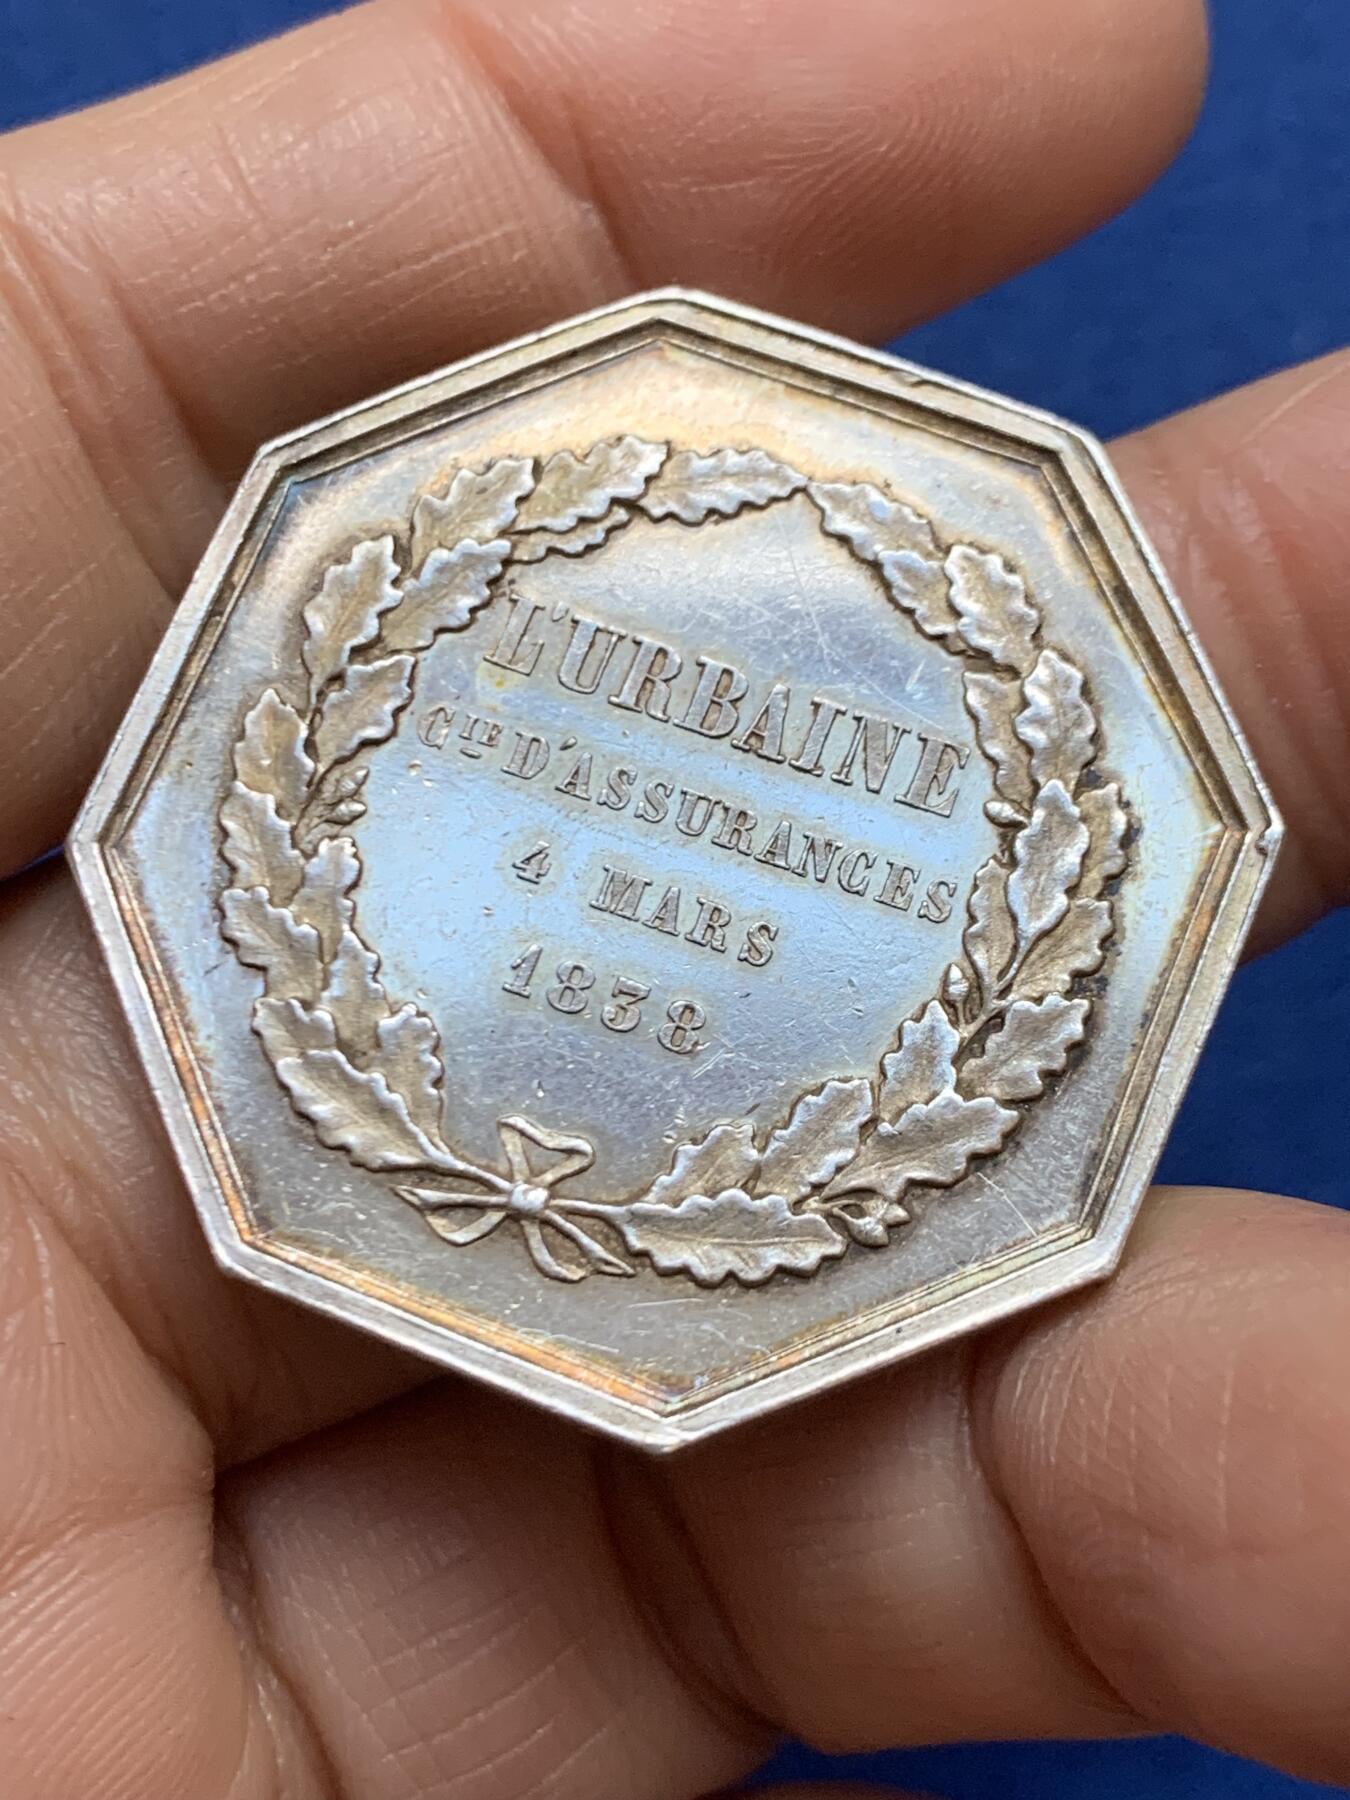 L'URBAINE
CIE D'ASSURANCES
4 MARS
1838